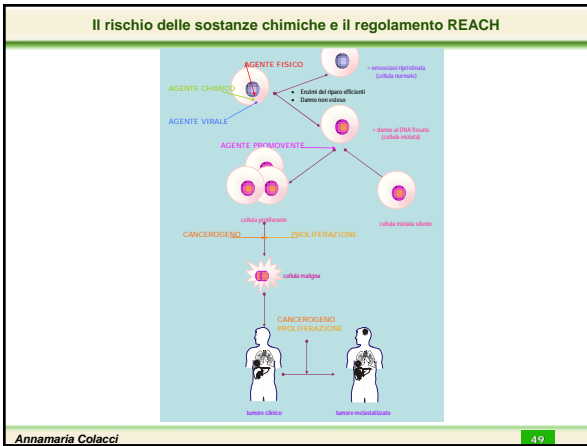 Il rischio delle sostanze chimiche e il regolamento REACH
AGENTE FISICO
= omeostasi ripristinata
(cellula normale)
AGENTE CHIMICO
• Enzimi del riparo efficienti
• Danno non esteso
AGENTE VIRALE
= danno al DNA fissato
(cellula iniziata)
AGENTE PROMOVENTE
cellula proliferante
cellula iniziata silente
CANCEROGENO
PROLIFERAZIONE
cellula maligna
CANCEROGENO
PROLIFERAZIONE
tumore clinico
tumore metastatizzato
Annamaria Colacci
49